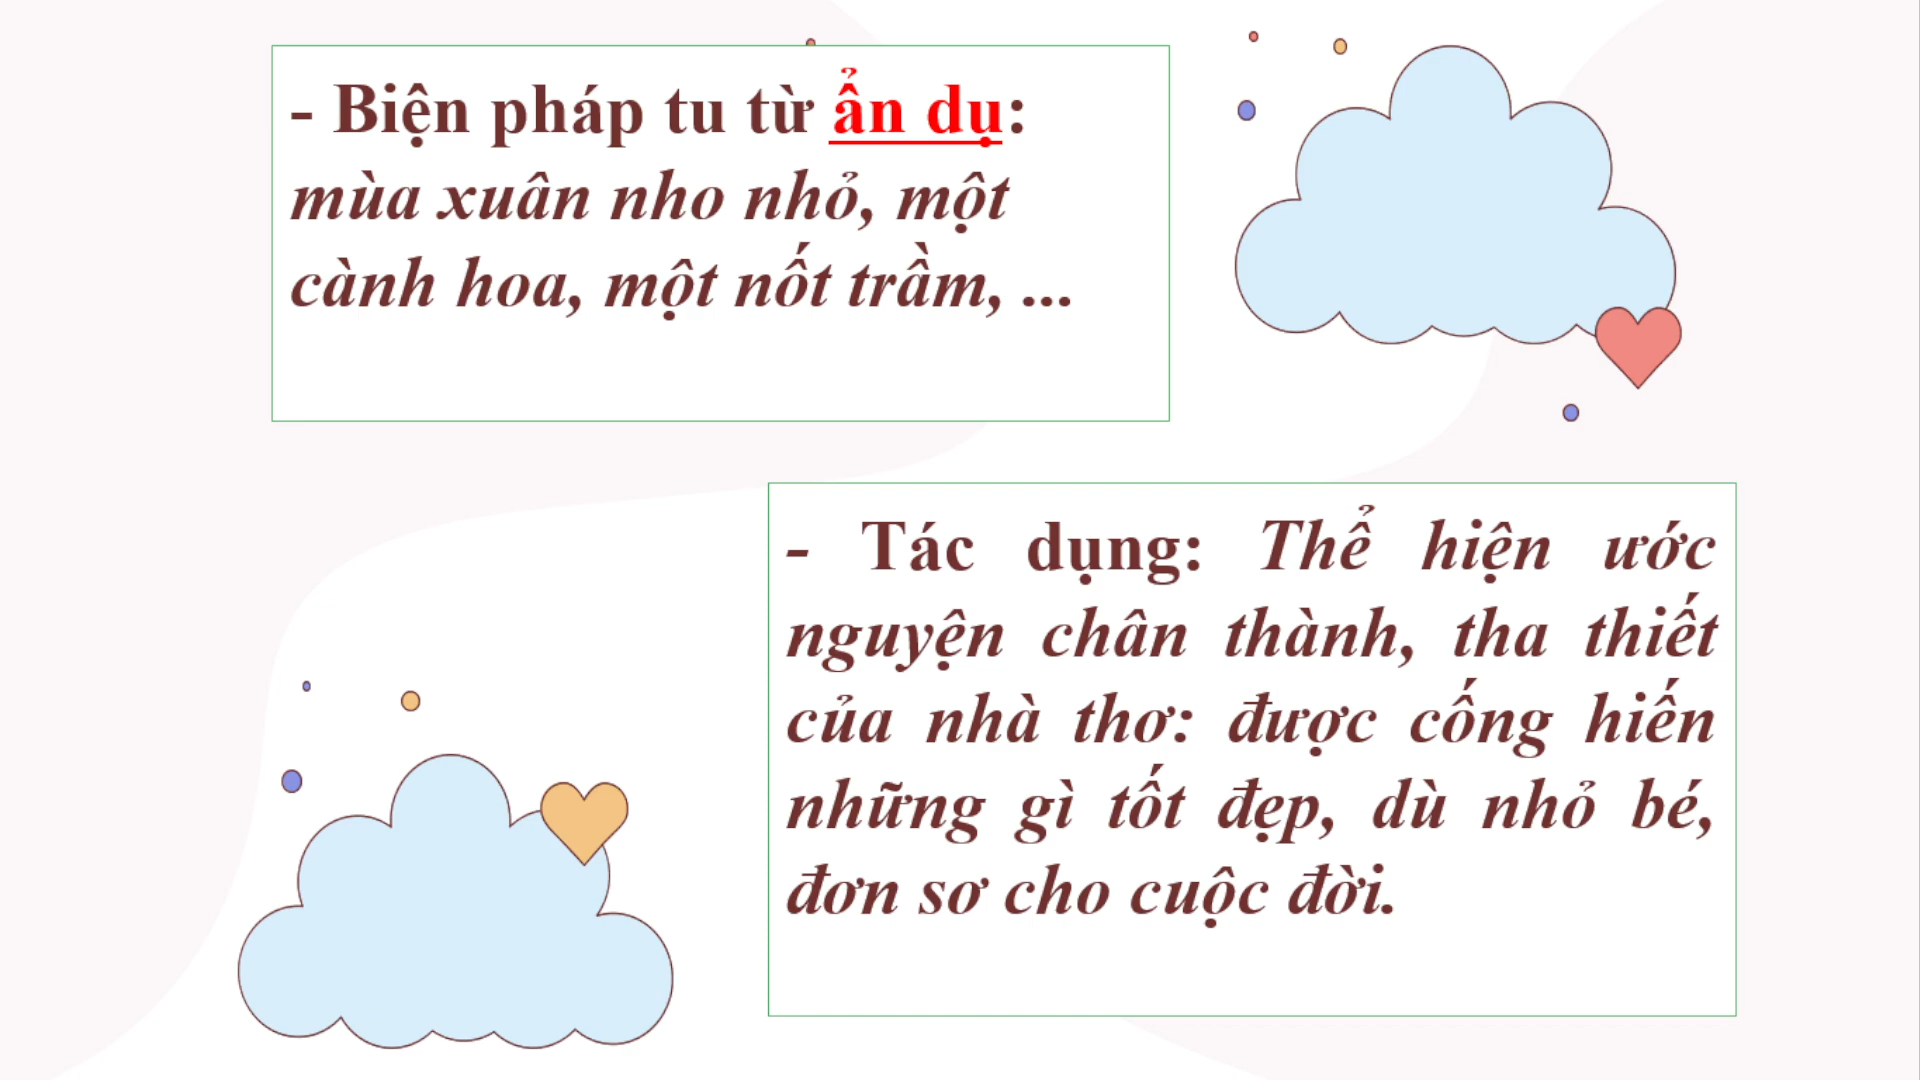 - Biện pháp tu từ ẩn dụ:
mùa xuân nho nhỏ, một
cành hoa, một nốt trầm, ...
- Tác dụng: Thể hiện ước
nguyện chân thành, tha thiết
của nhà thơ: được cống hiến
những gì tốt đẹp, dù nhỏ bé,
đơn sơ cho cuộc đời.